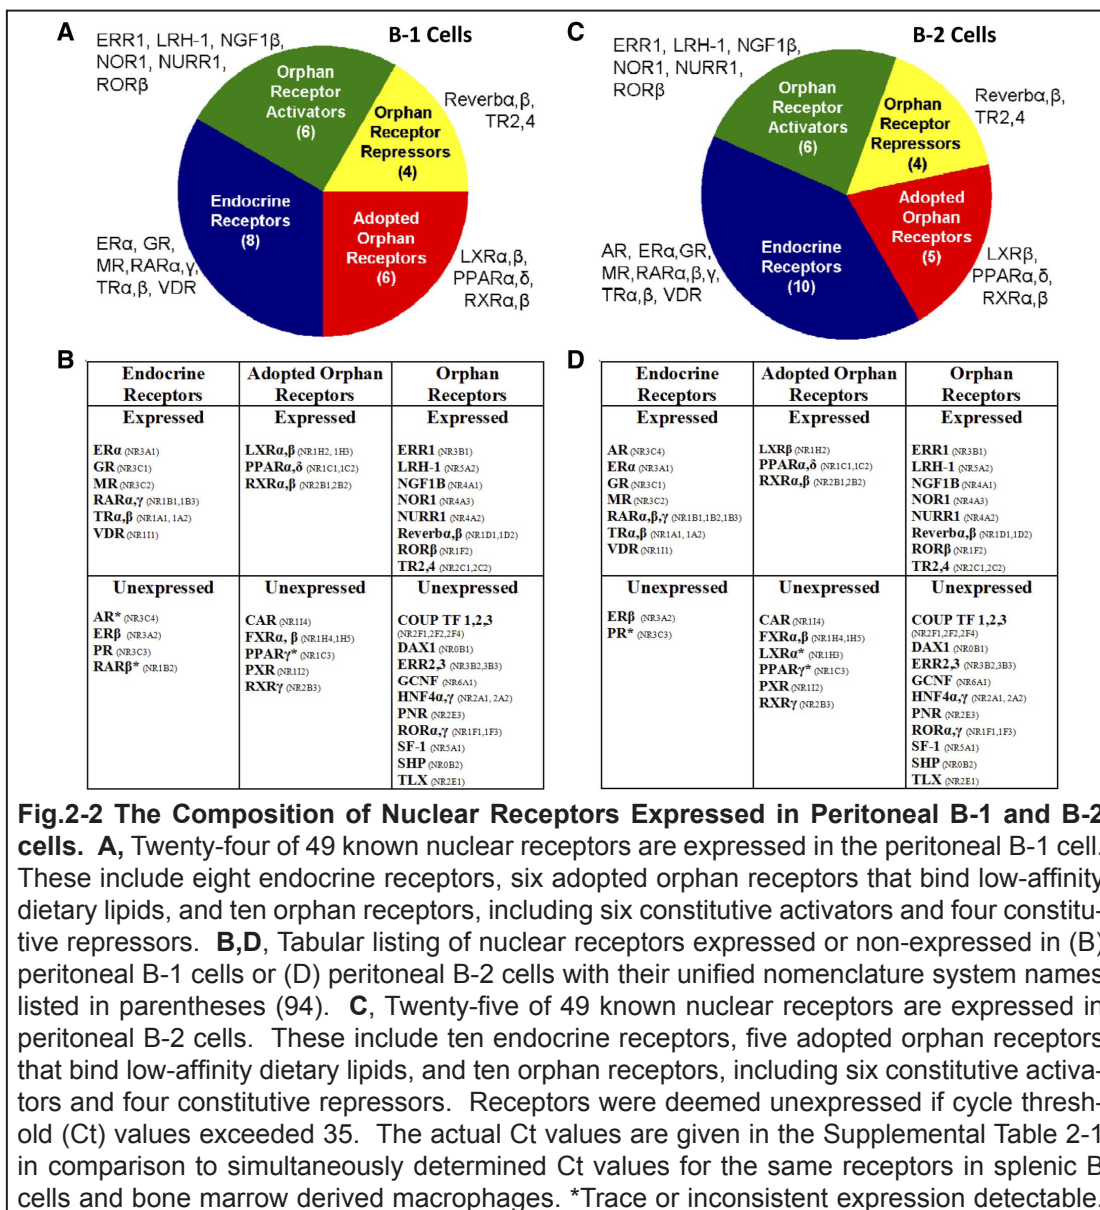 A
B-1 Cells
ERR1, LRH-1, NGF1β,
NOR1, NURR1,
RORβ
Orphan
Receptor
Activators
(6)
Orphan
Receptor
Repressors
(4)
Reverbα,β,
TR2,4
Endocrine
Receptors
(8)
ERα, GR,
MR,RARα,γ,
TRα,β, VDR
Adopted
Orphan
Receptors
(6)
LXRα,β,
PPARα,δ,
RXRα,β
C
B-2 Cells
ERR1, LRH-1, NGF1β,
NOR1, NURR1,
RORβ
Orphan
Receptor
Activators
(6)
Orphan
Receptor
Repressors
(4)
Reverbα,β,
TR2,4
Adopted
Orphan
Receptors
(5)
LXRβ,
PPARα,δ,
RXRα,β
Endocrine
Receptors
(10)
AR, ERα,GR,
MR,RARα,β,γ,
TRα,β, VDR
B
Endocrine
Receptors
Adopted Orphan
Receptors
Orphan
Receptors
Expressed
Expressed
Expressed
ERα (NR3A1)
GR (NR3C1)
MR (NR3C2)
RARα,γ (NR1B1,1B3)
TRα,β (NR1A1, 1A2)
VDR (NR1I1)
LXRα,β (NR1H2, 1H3)
PPARα,δ (NR1C1,1C2)
RXRα,β (NR2B1,2B2)
ERR1 (NR3B1)
LRH-1 (NR5A2)
NGF1B (NR4A1)
NOR1 (NR4A3)
NURR1 (NR4A2)
Reverbα,β (NR1D1,1D2)
RORβ (NR1F2)
TR2,4 (NR2C1,2C2)
Unexpressed
Unexpressed
Unexpressed
AR* (NR3C4)
ERβ (NR3A2)
PR (NR3C3)
RARβ* (NR1B2)
CAR (NR1I4)
FXRα, β (NR1H4,1H5)
PPARγ* (NR1C3)
PXR (NR1I2)
RXRγ (NR2B3)
COUP TF 1,2,3
(NR2F1,2F2,2F4)
DAX1 (NR0B1)
ERR2,3 (NR3B2,3B3)
GCNF (NR6A1)
HNF4α,γ (NR2A1, 2A2)
PNR (NR2E3)
RORα,γ (NR1F1,1F3)
SF-1 (NR5A1)
SHP (NR0B2)
TLX (NR2E1)
D
Endocrine
Receptors
Adopted Orphan
Receptors
Orphan
Receptors
Expressed
Expressed
Expressed
AR (NR3C4)
ERα (NR3A1)
GR (NR3C1)
MR (NR3C2)
RARα,β,γ (NR1B1,1B2,1B3)
TRα,β (NR1A1, 1A2)
VDR (NR1I1)
LXRβ (NR1H2)
PPARα,δ (NR1C1,1C2)
RXRα,β (NR2B1,2B2)
ERR1 (NR3B1)
LRH-1 (NR5A2)
NGF1B (NR4A1)
NOR1 (NR4A3)
NURR1 (NR4A2)
Reverbα,β (NR1D1,1D2)
RORβ (NR1F2)
TR2,4 (NR2C1,2C2)
Unexpressed
Unexpressed
Unexpressed
ERβ (NR3A2)
PR* (NR3C3)
CAR (NR1I4)
FXRα,β (NR1H4,1H5)
LXRα* (NR1H3)
PPARγ* (NR1C3)
PXR (NR1I2)
RXRγ (NR2B3)
COUP TF 1,2,3
(NR2F1,2F2,2F4)
DAX1 (NR0B1)
ERR2,3 (NR3B2,3B3)
GCNF (NR6A1)
HNF4α,γ (NR2A1, 2A2)
PNR (NR2E3)
RORα,γ (NR1F1,1F3)
SF-1 (NR5A1)
SHP (NR0B2)
TLX (NR2E1)
Fig.2-2 The Composition of Nuclear Receptors Expressed in Peritoneal B-1 and B-2
cells. A, Twenty-four of 49 known nuclear receptors are expressed in the peritoneal B-1 cell.
These include eight endocrine receptors, six adopted orphan receptors that bind low-affinity
dietary lipids, and ten orphan receptors, including six constitutive activators and four constitu-
tive repressors. B,D, Tabular listing of nuclear receptors expressed or non-expressed in (B)
peritoneal B-1 cells or (D) peritoneal B-2 cells with their unified nomenclature system names
listed in parentheses (94). C, Twenty-five of 49 known nuclear receptors are expressed in
peritoneal B-2 cells. These include ten endocrine receptors, five adopted orphan receptors
that bind low-affinity dietary lipids, and ten orphan receptors, including six constitutive activa-
tors and four constitutive repressors. Receptors were deemed unexpressed if cycle thresh-
old (Ct) values exceeded 35. The actual Ct values are given in the Supplemental Table 2-1
in comparison to simultaneously determined Ct values for the same receptors in splenic B
cells and bone marrow derived macrophages. *Trace or inconsistent expression detectable.